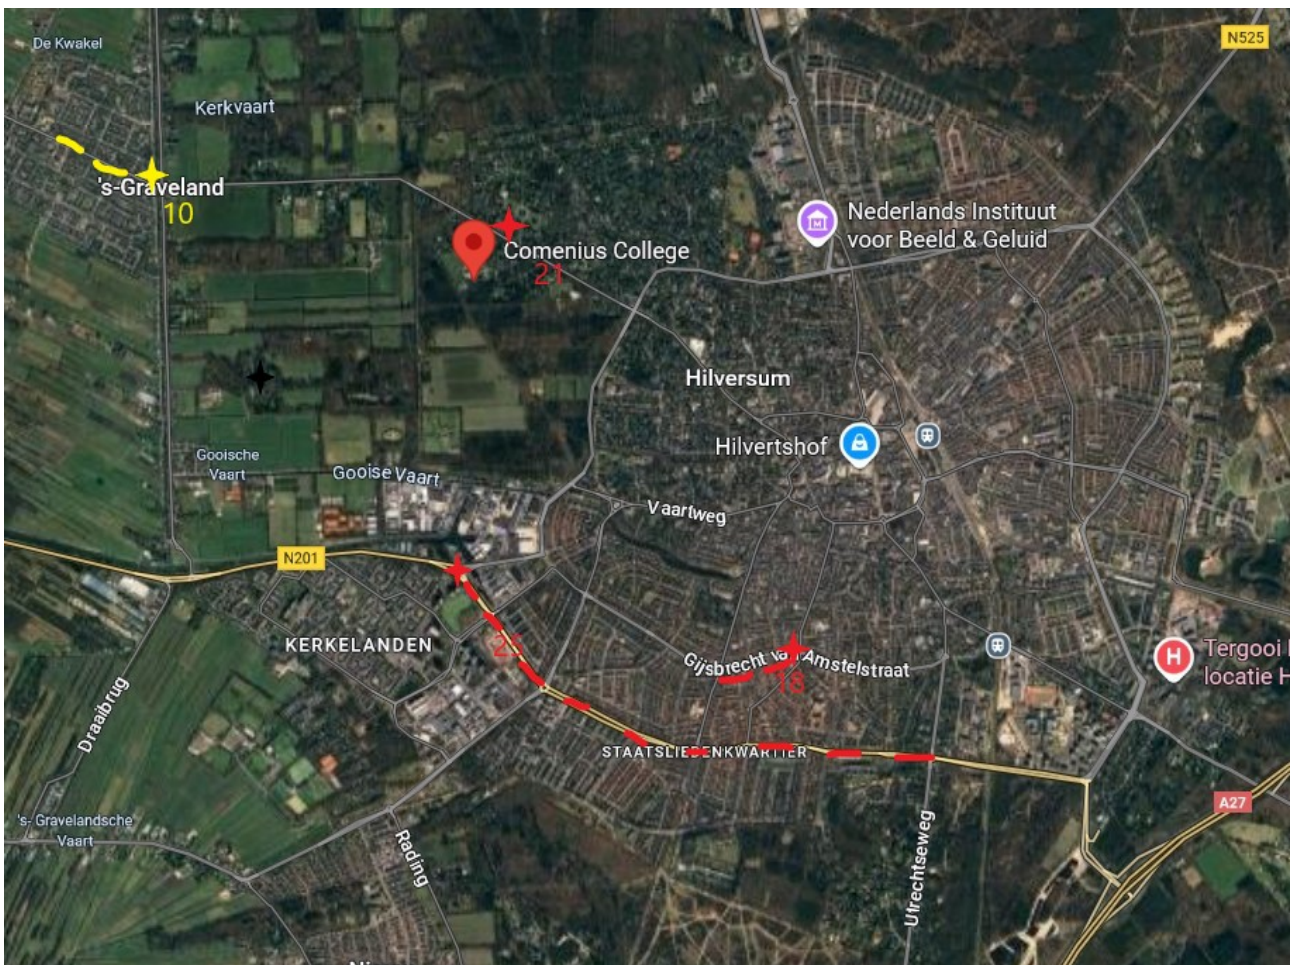 De Kwakel
N525
Kerkvaart
's-Graveland
10
Nederlands Instituut
voor Beeld & Geluid
Comenius College
21
Hilversum
Hilvertshof
Gooische
Vaart
Gooise Vaart
Vaartweg
N201
KERKELANDEN
Gijsbrecht van Amstelstraat
18
Tergooi
locatie H
H
Draaibrug
STAATSLIEDENKWARTIER
A27
's- Gravelandsche
Vaart
Rading
Utrechtseweg